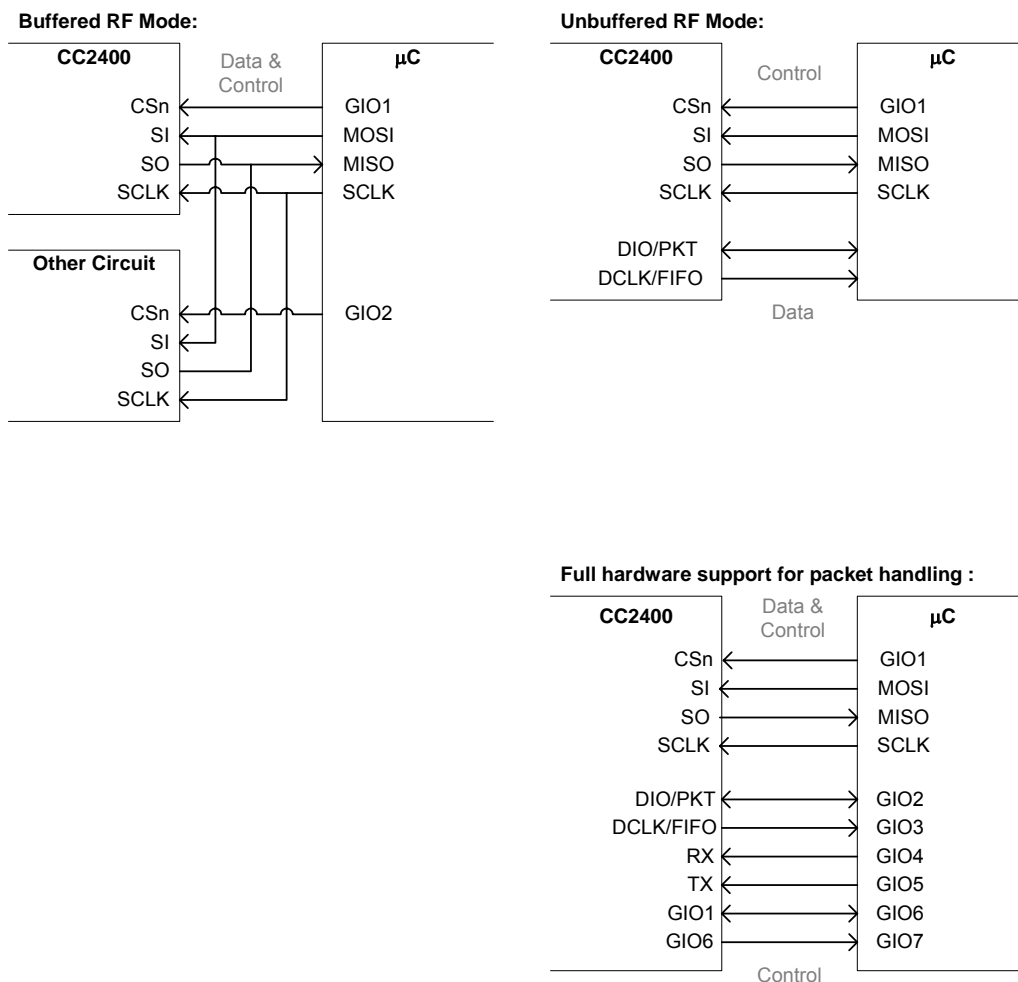 Buffered RF Mode:
CC2400
Data &
Control
μC
CSn
GIO1
SI
MOSI
SO
MISO
SCLK
SCLK
Other Circuit
CSn
GIO2
SI
SO
SCLK
Unbuffered RF Mode:
CC2400
Control
μC
CSn
GIO1
SI
MOSI
SO
MISO
SCLK
SCLK
DIO/PKT
DCLK/FIFO
Data
Full hardware support for packet handling :
CC2400
Data &
Control
μC
CSn
GIO1
SI
MOSI
SO
MISO
SCLK
SCLK
DIO/PKT
GIO2
DCLK/FIFO
GIO3
RX
GIO4
TX
GIO5
GIO1
GIO6
GIO6
GIO7
Control